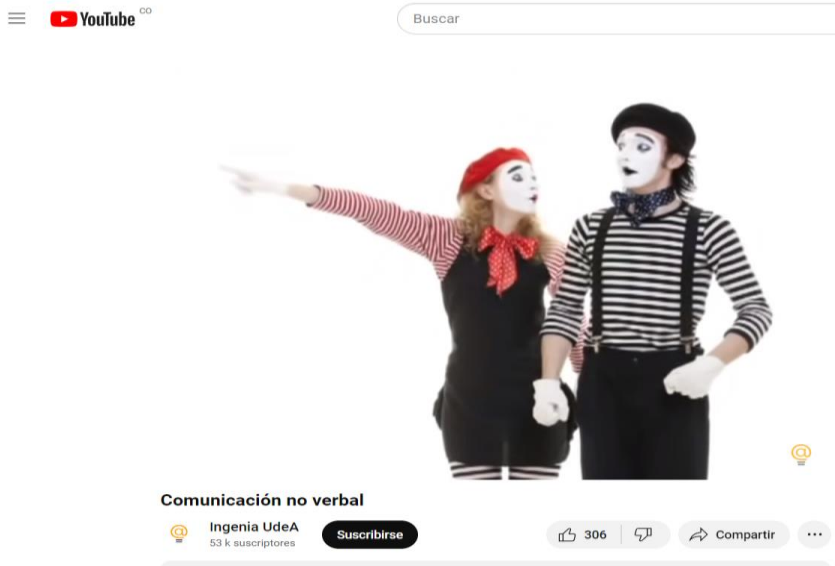 YouTube CO
Buscar
Comunicación no verbal
Ingenia UdeA
53 k suscriptores
Suscribirse
306
Compartir